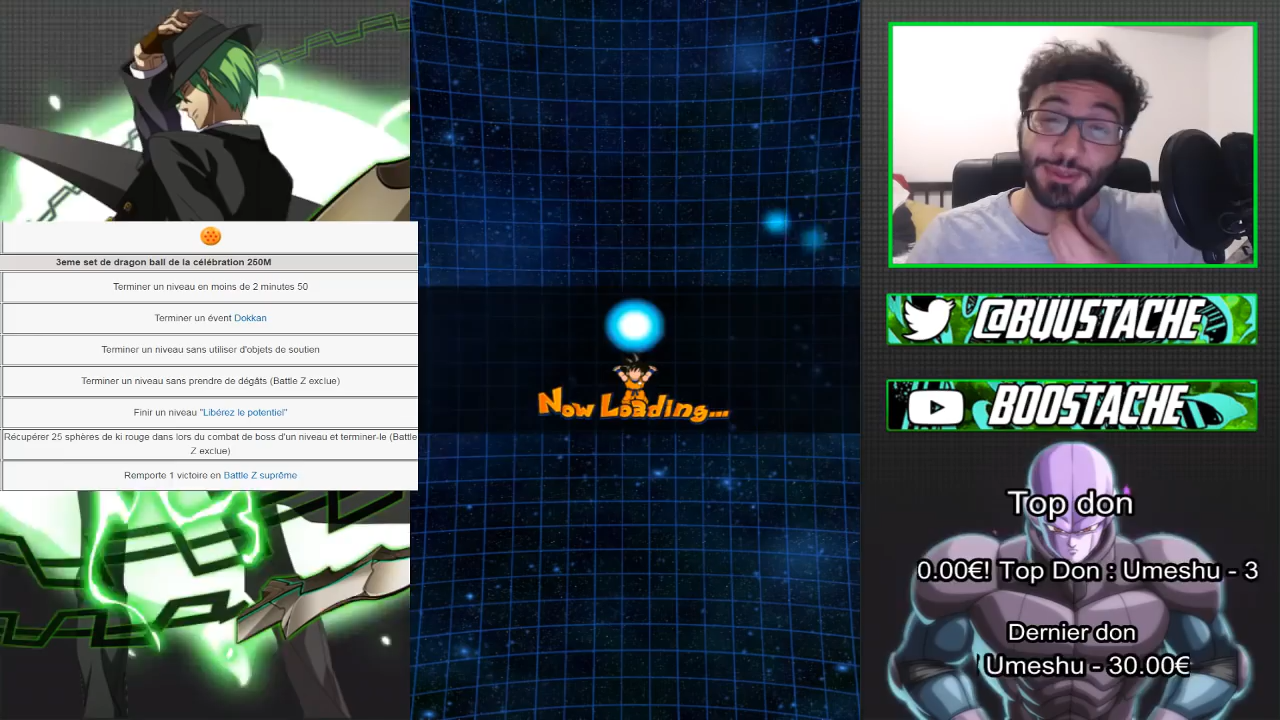 3eme set de dragon ball de la célébration 250M
Terminer un niveau en moins de 2 minutes 50
Terminer un évent Dokkan
Terminer un niveau sans utiliser d'objets de soutien
Terminer un niveau sans prendre de dégâts (Battle Z exclue)
Finir un niveau "Libérez le potentiel"
Récupérer 25 sphères de ki rouge dans lors du combat de boss d'un niveau et terminer-le (Battle
Z exclue)
Remporte 1 victoire en Battle Z suprême
Now Loading...
@BUUSTACHE
BOOSTACHE
Top don
0.00€! Top Don : Umeshu - 3
Dernier don
Umeshu - 30.00€